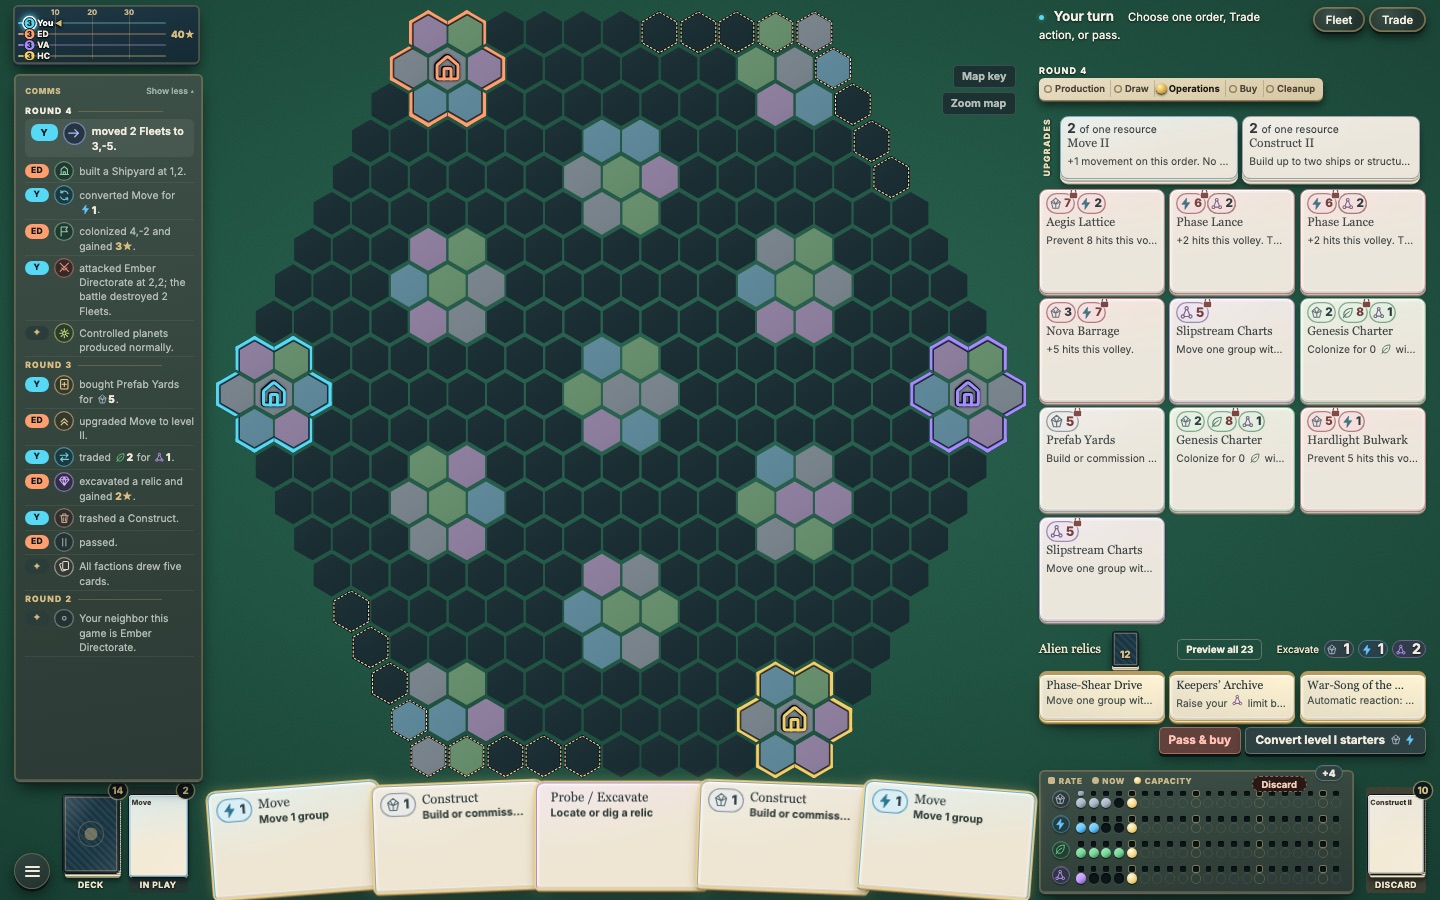 10 20 30
3 You
3 ED
3 VA
3 HC
40★
COMMS Show less
ROUND 4
Y moved 2 Fleets to 3,-5.
ED built a Shipyard at 1,2.
Y converted Move for 1.
ED colonized 4,-2 and gained 3★.
Y attacked Ember Directorate at 2,2; the battle destroyed 2 Fleets.
Controlled planets produced normally.
ROUND 3
Y bought Prefab Yards for 5.
ED upgraded Move to level II.
Y traded 2 for 1.
ED excavated a relic and gained 2★.
Y trashed a Construct.
ED passed.
All factions drew five cards.
ROUND 2
Your neighbor this game is Ember Directorate.
Map key
Zoom map
Your turn Choose one order, Trade action, or pass.
Fleet Trade
ROUND 4
Production Draw Operations Buy Cleanup
UPGRADES
2 of one resource
Move II
+1 movement on this order. No ...
2 of one resource
Construct II
Build up to two ships or structu...
7 2
Aegis Lattice
Prevent 8 hits this vo...
6 2
Phase Lance
+2 hits this volley. T...
6 2
Phase Lance
+2 hits this volley. T...
3 7
Nova Barrage
+5 hits this volley.
5
Slipstream Charts
Move one group wit...
2 8 1
Genesis Charter
Colonize for 0 wi...
5
Prefab Yards
Build or commission ...
2 8 1
Genesis Charter
Colonize for 0 wi...
5 1
Hardlight Bulwark
Prevent 5 hits this vo...
5
Slipstream Charts
Move one group wit...
Alien relics 12
Preview all 23
Excavate 1 1 2
Phase-Shear Drive
Move one group wit...
Keepers' Archive
Raise your limit b...
War-Song of the ...
Automatic reaction: ...
Pass & buy
Convert level I starters
14
DECK
2
Move
IN PLAY
1 Move
Move 1 group
1 Construct
Build or commiss...
Probe / Excavate
Locate or dig a relic
1 Construct
Build or commiss...
1 Move
Move 1 group
RATE NOW CAPACITY
+4
Discard
10
Construct II
DISCARD